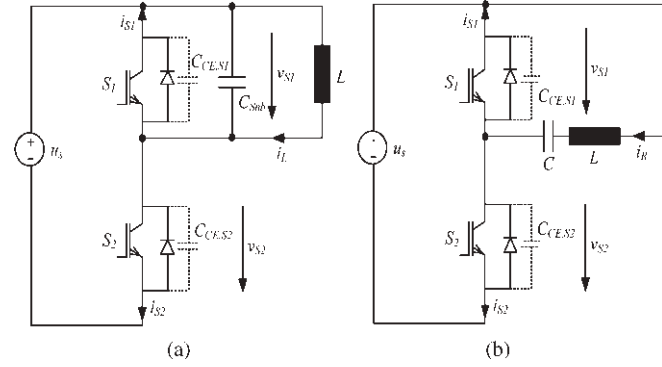 i_S1
C_CE,S1
S_1
C_Snb
v_S1
L
+
-
u_s
i_L
S_2
C_CE,S2
v_S2
i_S2
(a)
i_S1
S_1
C_CE,S1
v_S1
-
u_s
C
L
i_R
S_2
C_CE,S2
v_S2
i_S2
(b)